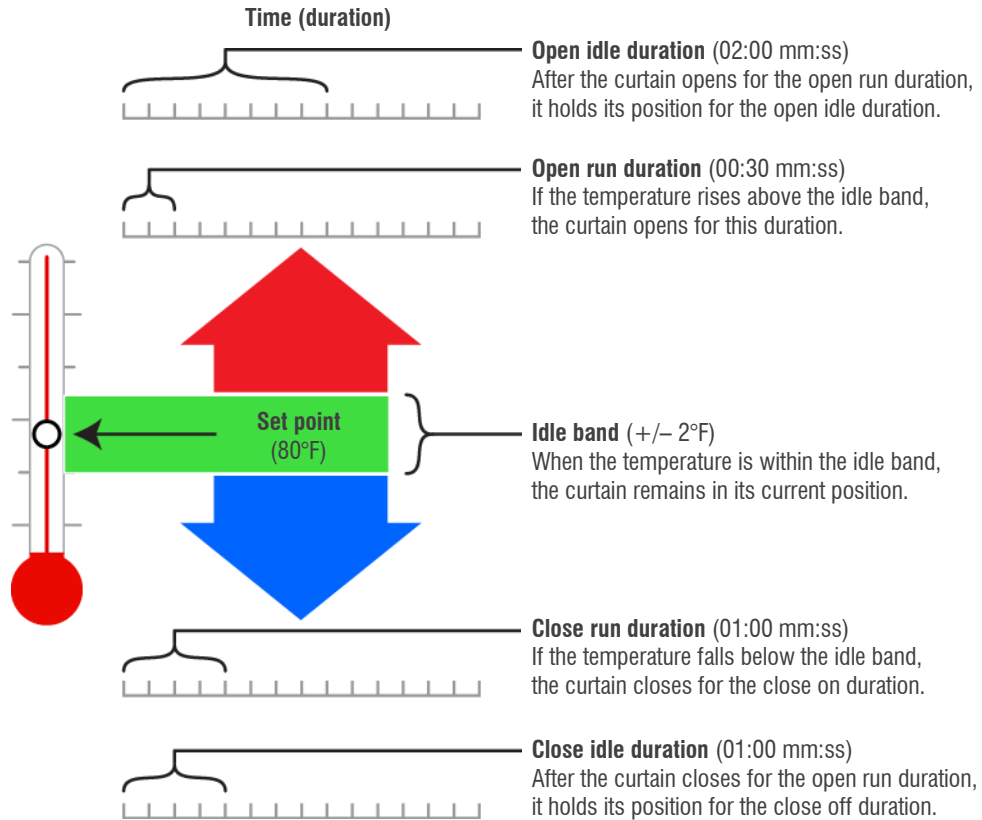 Time (duration)
Open idle duration (02:00 mm:ss)
After the curtain opens for the open run duration,
it holds its position for the open idle duration.
Open run duration (00:30 mm:ss)
If the temperature rises above the idle band,
the curtain opens for this duration.
Set point
(80°F)
Idle band (+/– 2°F)
When the temperature is within the idle band,
the curtain remains in its current position.
Close run duration (01:00 mm:ss)
If the temperature falls below the idle band,
the curtain closes for the close on duration.
Close idle duration (01:00 mm:ss)
After the curtain closes for the open run duration,
it holds its position for the close off duration.